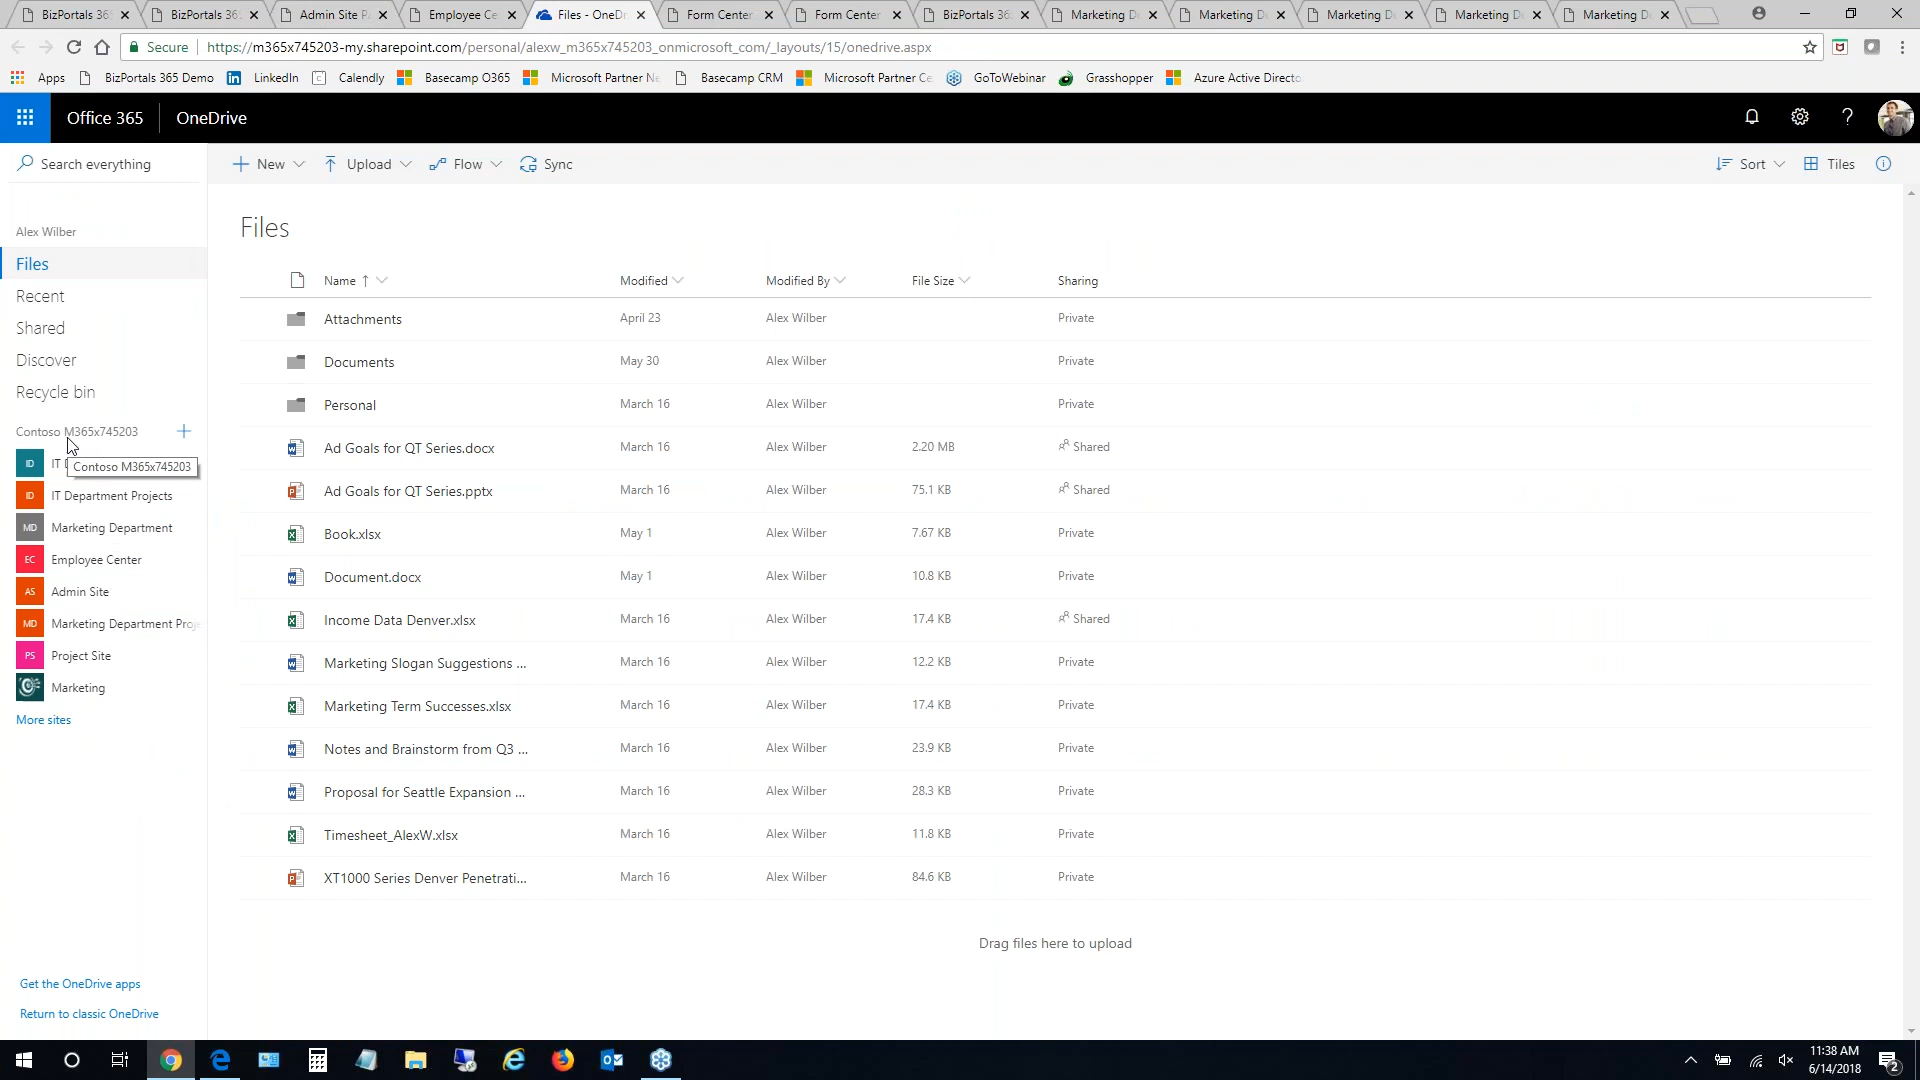 BizPortals 36 BizPortals 36 Admin Site P Employee Ce Files - OneDri Form Center Form Center BizPortals 36 Marketing D Marketing D Marketing D Marketing D Marketing D
Secure https://m365x745203-my.sharepoint.com/personal/alexw_m365x745203_onmicrosoft_com/_layouts/15/onedrive.aspx
Apps BizPortals 365 Demo LinkedIn Calendly Basecamp O365 Microsoft Partner Ne Basecamp CRM Microsoft Partner Ce GoToWebinar Grasshopper Azure Active Directo
Office 365 OneDrive
Search everything New Upload Flow Sync Sort Tiles
Alex Wilber
Files
Recent
Shared
Discover
Recycle bin
Contoso M365x745203
ID IT D
Contoso M365x745203
ID IT Department Projects
MD Marketing Department
EC Employee Center
AS Admin Site
MD Marketing Department Proje
PS Project Site
Marketing
More sites
Get the OneDrive apps
Return to classic OneDrive
Files
Name Modified Modified By File Size Sharing
Attachments April 23 Alex Wilber Private
Documents May 30 Alex Wilber Private
Personal March 16 Alex Wilber Private
Ad Goals for QT Series.docx March 16 Alex Wilber 2.20 MB Shared
Ad Goals for QT Series.pptx March 16 Alex Wilber 75.1 KB Shared
Book.xlsx May 1 Alex Wilber 7.67 KB Private
Document.docx May 1 Alex Wilber 10.8 KB Private
Income Data Denver.xlsx March 16 Alex Wilber 17.4 KB Shared
Marketing Slogan Suggestions ... March 16 Alex Wilber 12.2 KB Private
Marketing Term Successes.xlsx March 16 Alex Wilber 17.4 KB Private
Notes and Brainstorm from Q3 ... March 16 Alex Wilber 23.9 KB Private
Proposal for Seattle Expansion ... March 16 Alex Wilber 28.3 KB Private
Timesheet_AlexW.xlsx March 16 Alex Wilber 11.8 KB Private
XT1000 Series Denver Penetrati... March 16 Alex Wilber 84.6 KB Private
Drag files here to upload
11:38 AM
6/14/2018
2